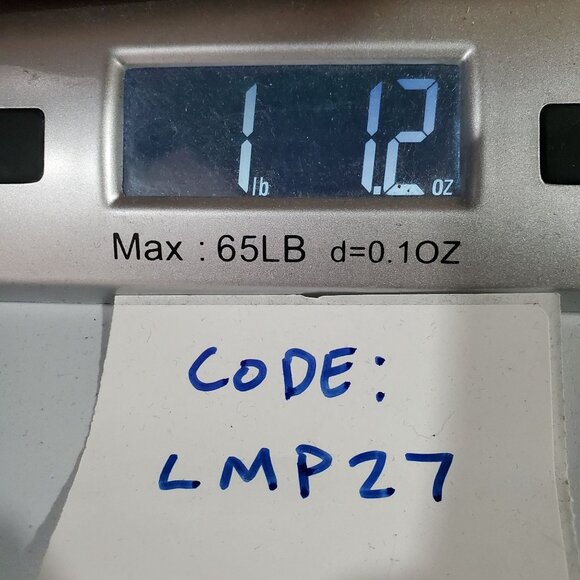 1 lb 1.2 oz
Max : 65LB d=0.1OZ
CODE:
LMP27